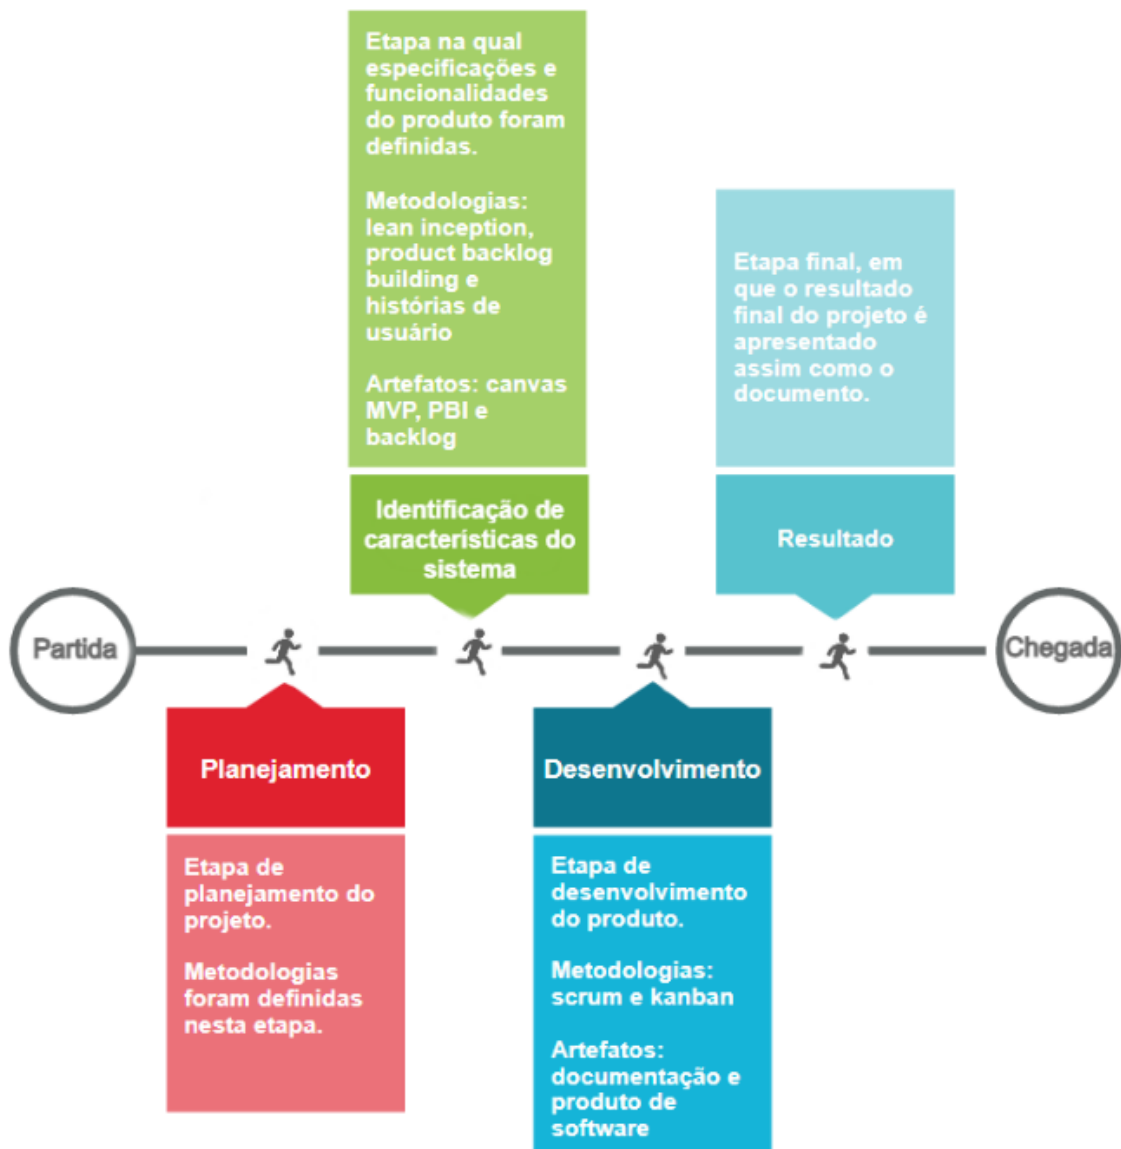 Etapa na qual
especificações e
funcionalidades
do produto foram
definidas.
Metodologias:
lean inception,
product backlog
building e
histórias de
usuário
Artefatos: canvas
MVP, PBI e
backlog
Identificação de
características do
sistema
Etapa final, em
que o resultado
final do projeto é
apresentado
assim como o
documento.
Resultado
Partida
Chegada
Planejamento
Etapa de
planejamento do
projeto.
Metodologias
foram definidas
nesta etapa.
Desenvolvimento
Etapa de
desenvolvimento
do produto.
Metodologias:
scrum e kanban
Artefatos:
documentação e
produto de
software